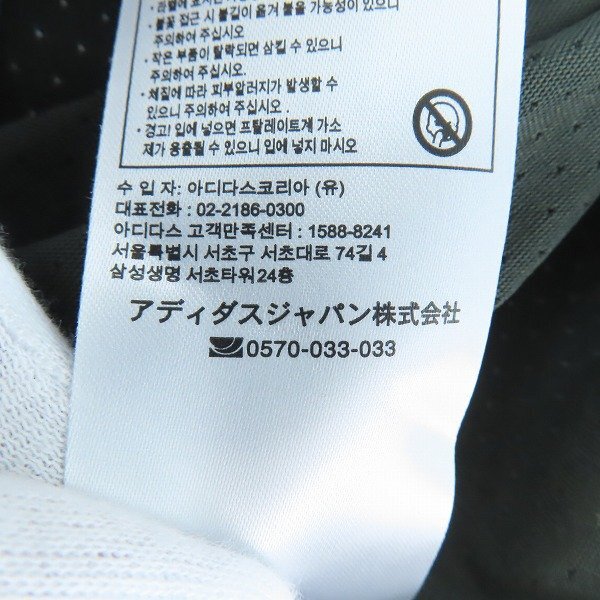 불꽃 접근 시 불길이 옮겨 붙을 가능성이 있으니
주의하여 주십시오.
· 작은 부품이 탈락되면 삼킬 수 있으니
주의하여 주십시오.
· 체질에 따라 피부알러지가 발생할 수
있으니 주의하여 주십시오.
· 경고! 입에 넣으면 프탈레이트계 가소
제가 용출될 수 있으니 입에 넣지 마시오
수 입 자: 아디다스코리아 (유)
대표전화 : 02-2186-0300
아디다스 고객만족센터 : 1588-8241
서울특별시 서초구 서초대로 74길 4
삼성생명 서초타워 24층
アディダスジャパン株式会社
0570-033-033